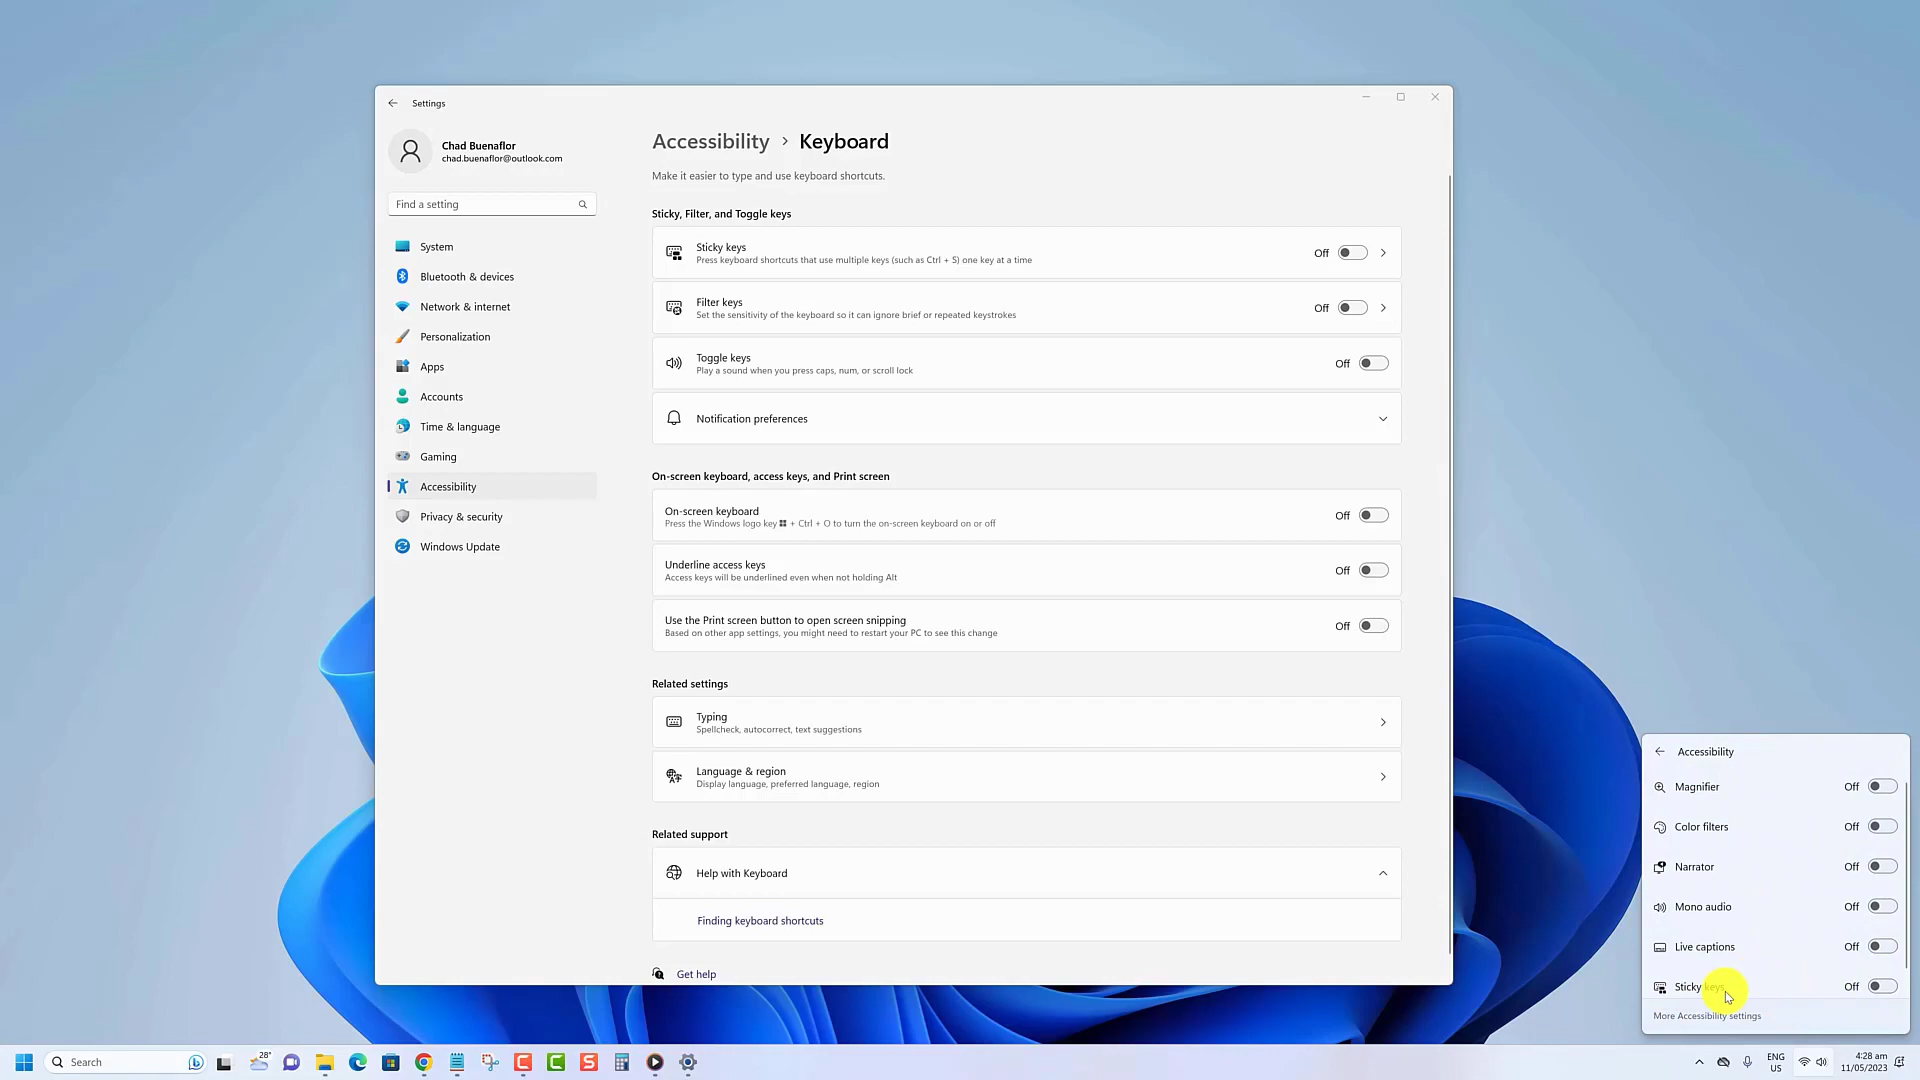 Settings
Chad Buenaflor
chad.buenaflor@outlook.com
Find a setting
System
Bluetooth & devices
Network & internet
Personalization
Apps
Accounts
Time & language
Gaming
Accessibility
Privacy & security
Windows Update
Accessibility > Keyboard
Make it easier to type and use keyboard shortcuts.
Sticky, Filter, and Toggle keys
Sticky keys
Press keyboard shortcuts that use multiple keys (such as Ctrl + S) one key at a time
Off
Filter keys
Set the sensitivity of the keyboard so it can ignore brief or repeated keystrokes
Off
Toggle keys
Play a sound when you press caps, num, or scroll lock
Off
Notification preferences
On-screen keyboard, access keys, and Print screen
On-screen keyboard
Press the Windows logo key + Ctrl + O to turn the on-screen keyboard on or off
Off
Underline access keys
Access keys will be underlined even when not holding Alt
Off
Use the Print screen button to open screen snipping
Based on other app settings, you might need to restart your PC to see this change
Off
Related settings
Typing
Spellcheck, autocorrect, text suggestions
Language & region
Display language, preferred language, region
Related support
Help with Keyboard
Finding keyboard shortcuts
Get help
Accessibility
Magnifier Off
Color filters Off
Narrator Off
Mono audio Off
Live captions Off
Sticky keys Off
More Accessibility settings
Search
28°
ENG
US
4:28 am
11/05/2023